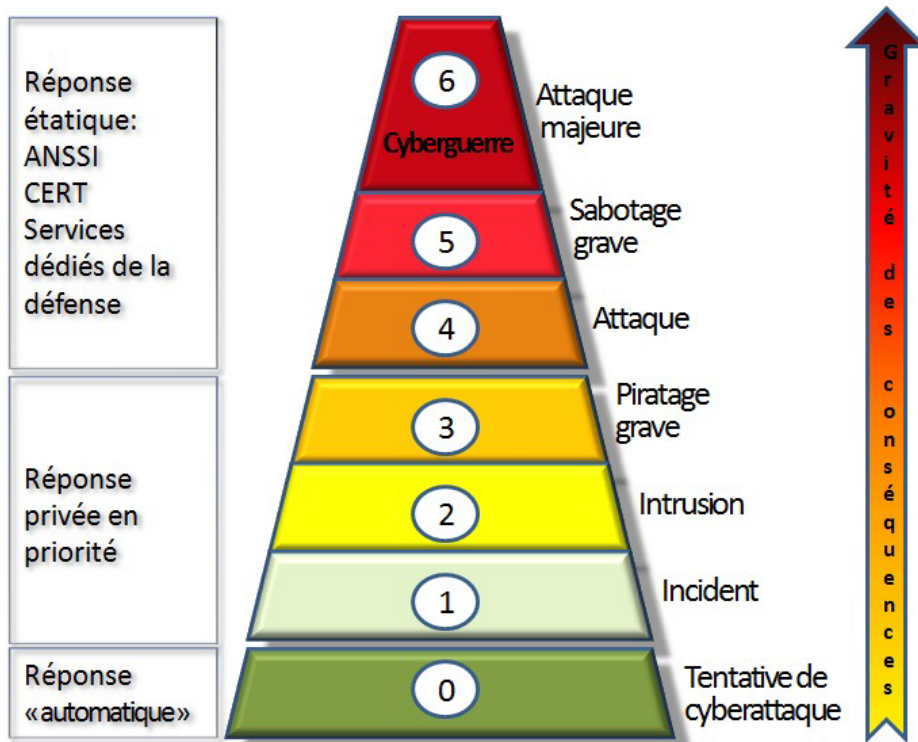 Réponse
étatique:
ANSSI
CERT
Services
dédiés de la
défense
6
Cyberguerre
Attaque
majeure
5
Sabotage
grave
4
Attaque
Réponse
privée en
priorité
3
Piratage
grave
2
Intrusion
1
Incident
Réponse
«automatique»
0
Tentative de
cyberattaque
Gravité des conséquences